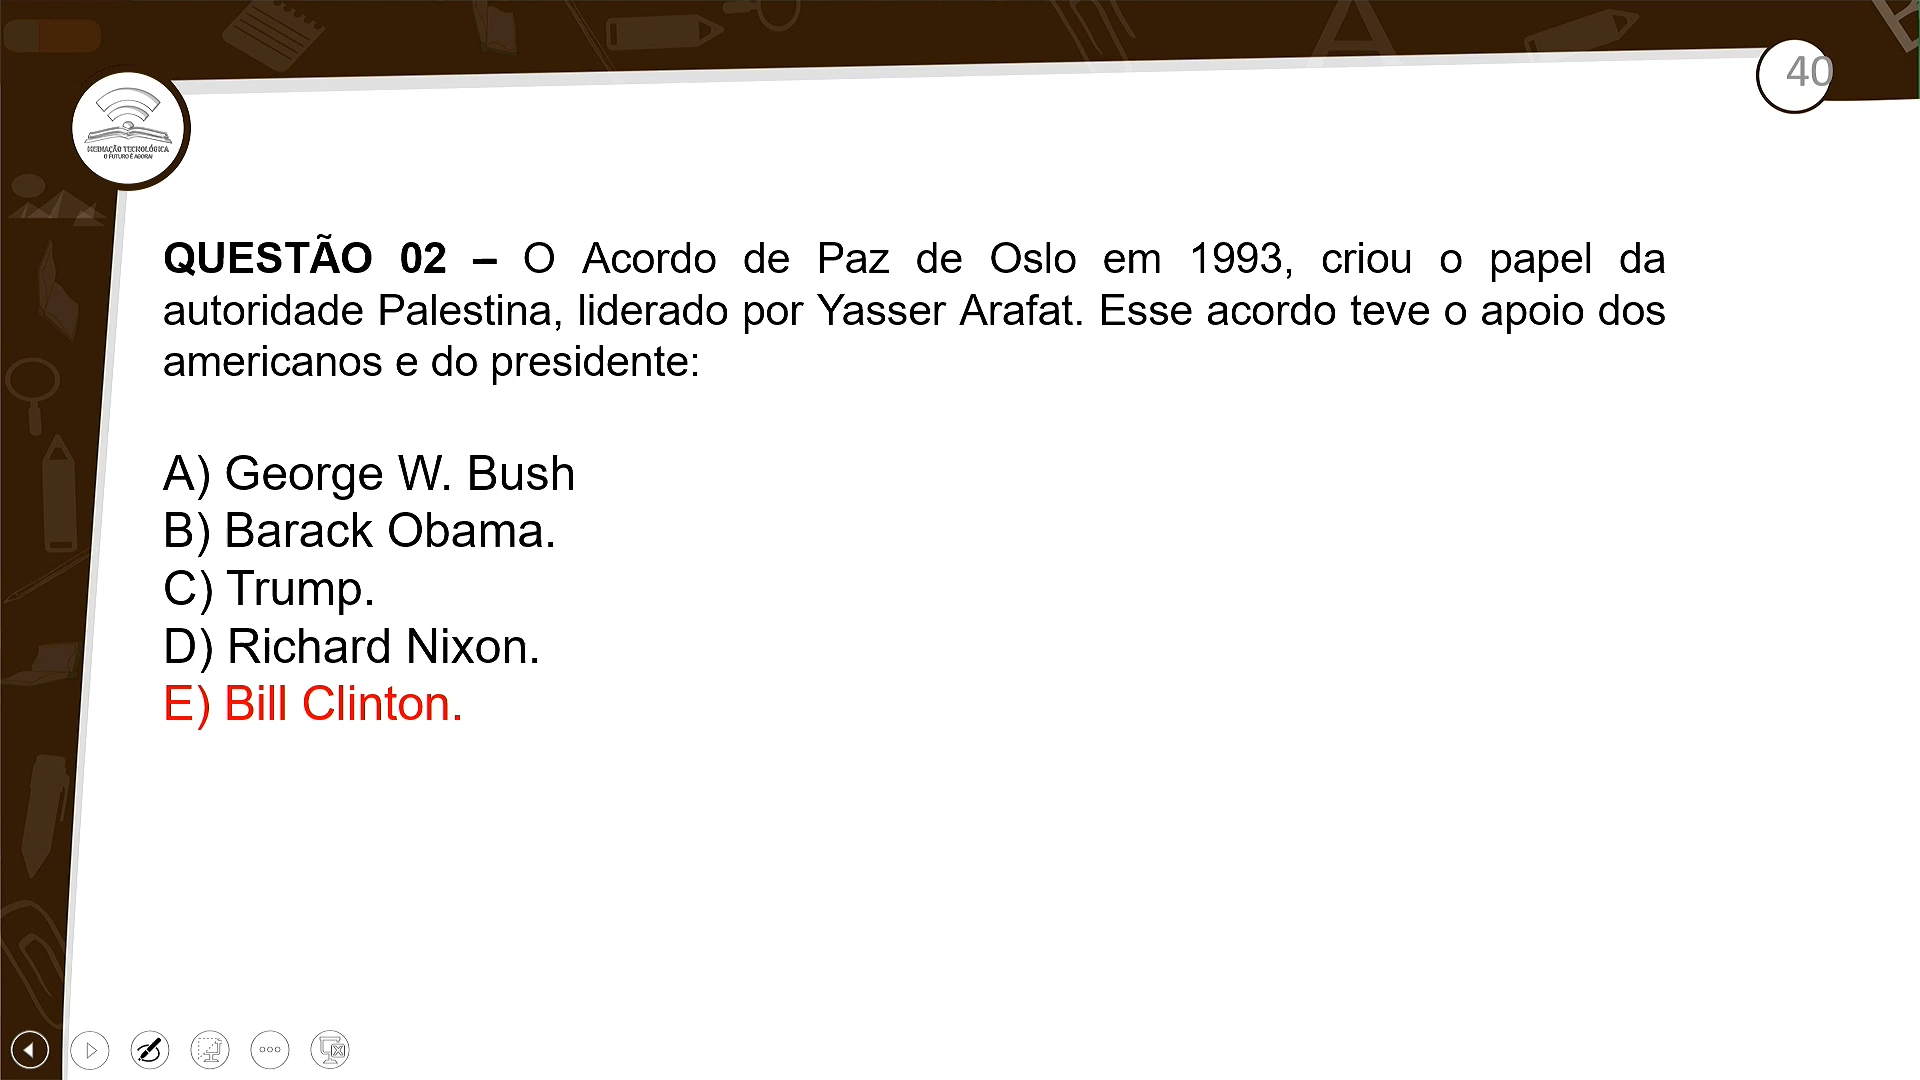 40
MEDIAÇÃO TECNOLÓGICA
O FUTURO É AGORA!
QUESTÃO 02 – O Acordo de Paz de Oslo em 1993, criou o papel da
autoridade Palestina, liderado por Yasser Arafat. Esse acordo teve o apoio dos
americanos e do presidente:
A) George W. Bush
B) Barack Obama.
C) Trump.
D) Richard Nixon.
E) Bill Clinton.